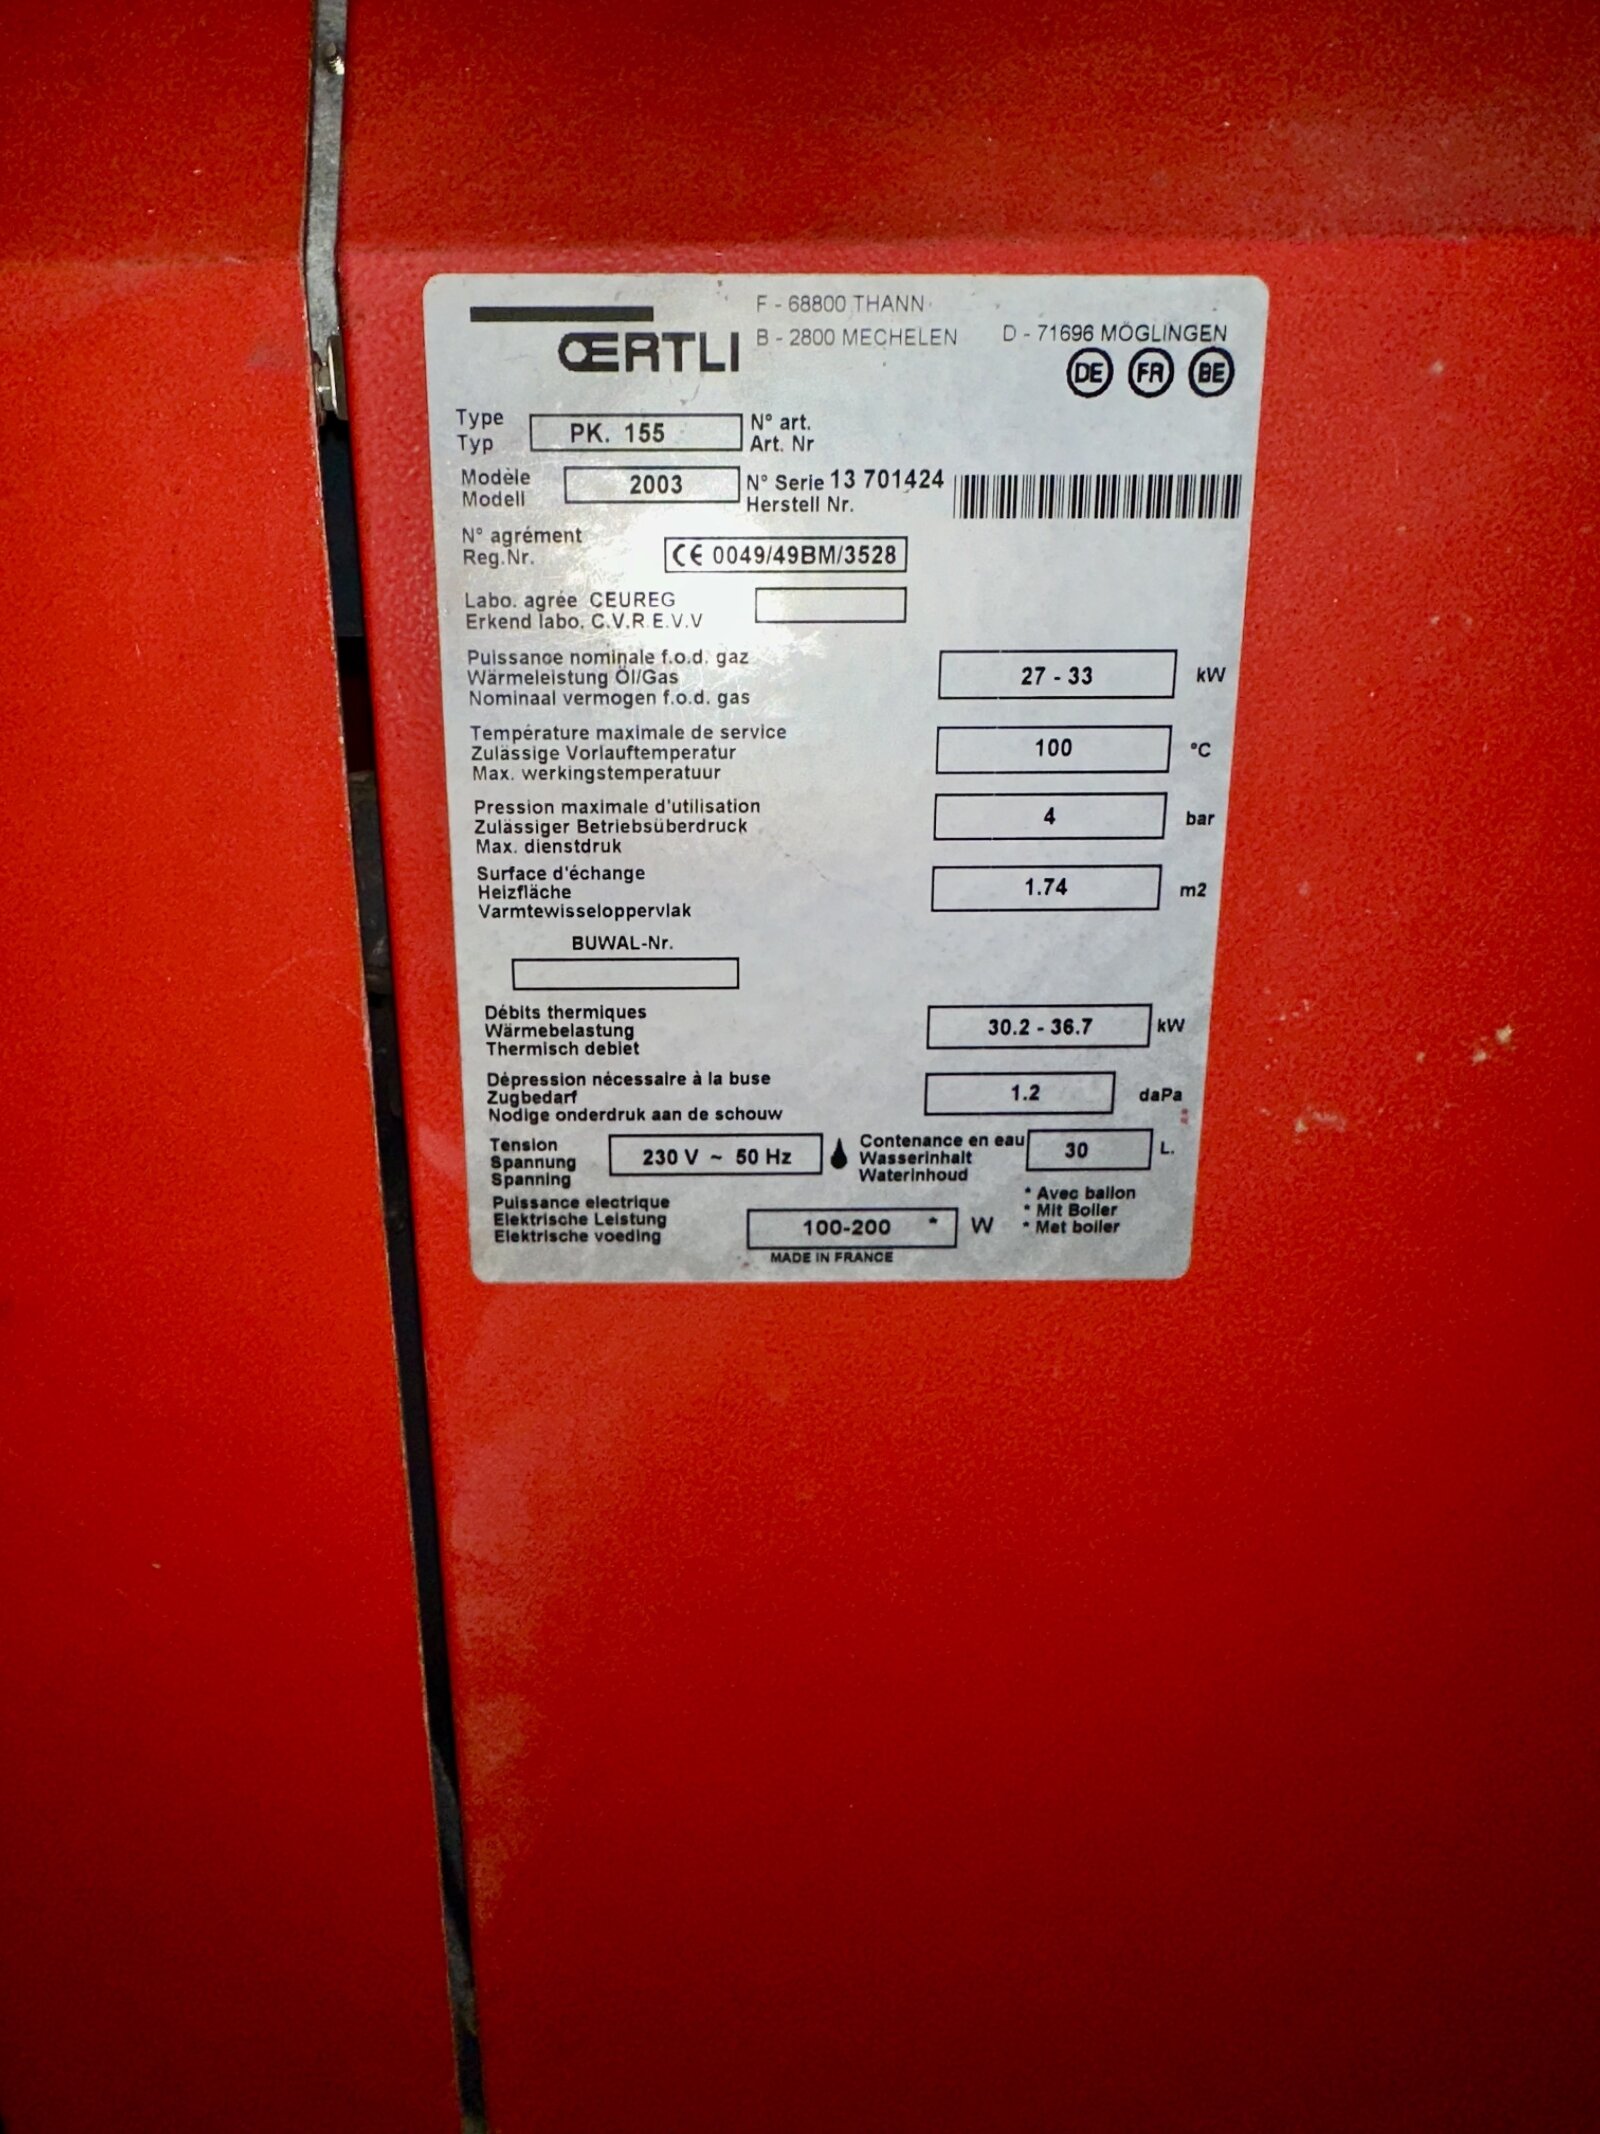 ŒRTLI
F - 68800 THANN
B - 2800 MECHELEN D - 71696 MÖGLINGEN
DE FR BE
Type
Typ
PK. 155
N° art.
Art. Nr
Modèle
Modell
2003
N° Serie 13 701424
Herstell Nr.
N° agrément
Reg.Nr.
CE 0049/49BM/3528
Labo. agrée CEUREG
Erkend labo. C.V.R.E.V.V
Puissance nominale f.o.d. gaz
Wärmeleistung Öl/Gas
Nominaal vermogen f.o.d. gas
27 - 33 kW
Température maximale de service
Zulässige Vorlauftemperatur
Max. werkingstemperatuur
100 °C
Pression maximale d'utilisation
Zulässiger Betriebsüberdruck
Max. dienstdruk
4 bar
Surface d'échange
Heizfläche
Varmtewisseloppervlak
1.74 m2
BUWAL-Nr.
Débits thermiques
Wärmebelastung
Thermisch debiet
30.2 - 36.7 kW
Dépression nécessaire à la buse
Zugbedarf
Nodige onderdruk aan de schouw
1.2 daPa
Tension
Spannung
Spanning
230 V ~ 50 Hz
Contenance en eau
Wasserinhalt
Waterinhoud
30 L.
Puissance electrique
Elektrische Leistung
Elektrische voeding
100-200 * W
* Avec ballon
* Mit Boiler
* Met boiler
MADE IN FRANCE